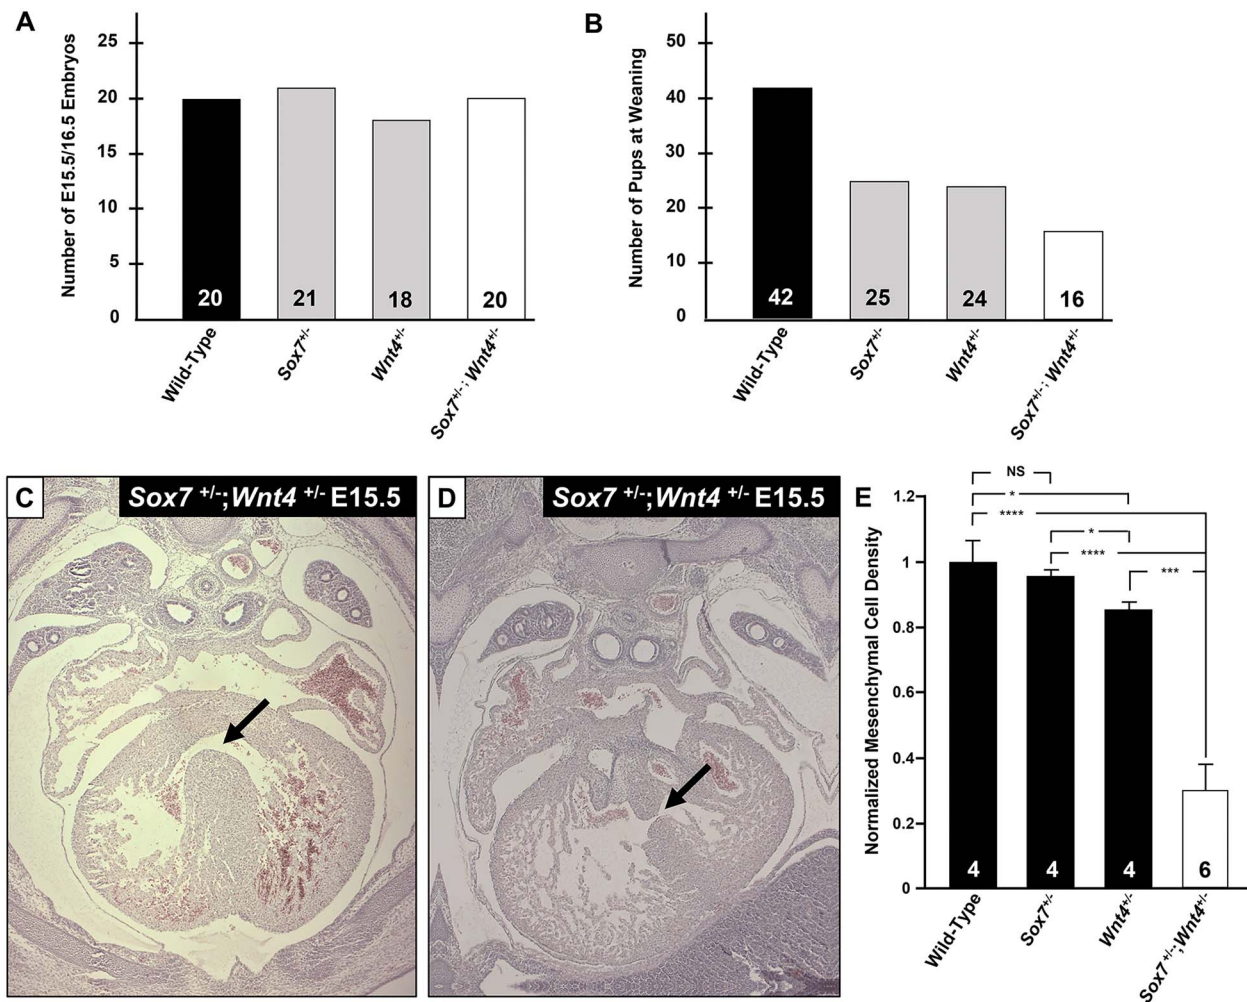 A
Number of E15.5/16.5 Embryos
25
20
15
10
5
0
20
21
18
20
Wild-Type
Sox7+/-
Wnt4+/-
Sox7+/-; Wnt4+/-
B
Number of Pups at Weaning
50
40
30
20
10
0
42
25
24
16
Wild-Type
Sox7+/-
Wnt4+/-
Sox7+/-; Wnt4+/-
C
Sox7 +/-;Wnt4 +/- E15.5
D
Sox7 +/-;Wnt4 +/- E15.5
E
Normalized Mesenchymal Cell Density
1.2
1
0.8
0.6
0.4
0.2
0
NS
*
****
*
****
***
4
4
4
6
Wild-Type
Sox7+/-
Wnt4+/-
Sox7+/-;Wnt4+/-